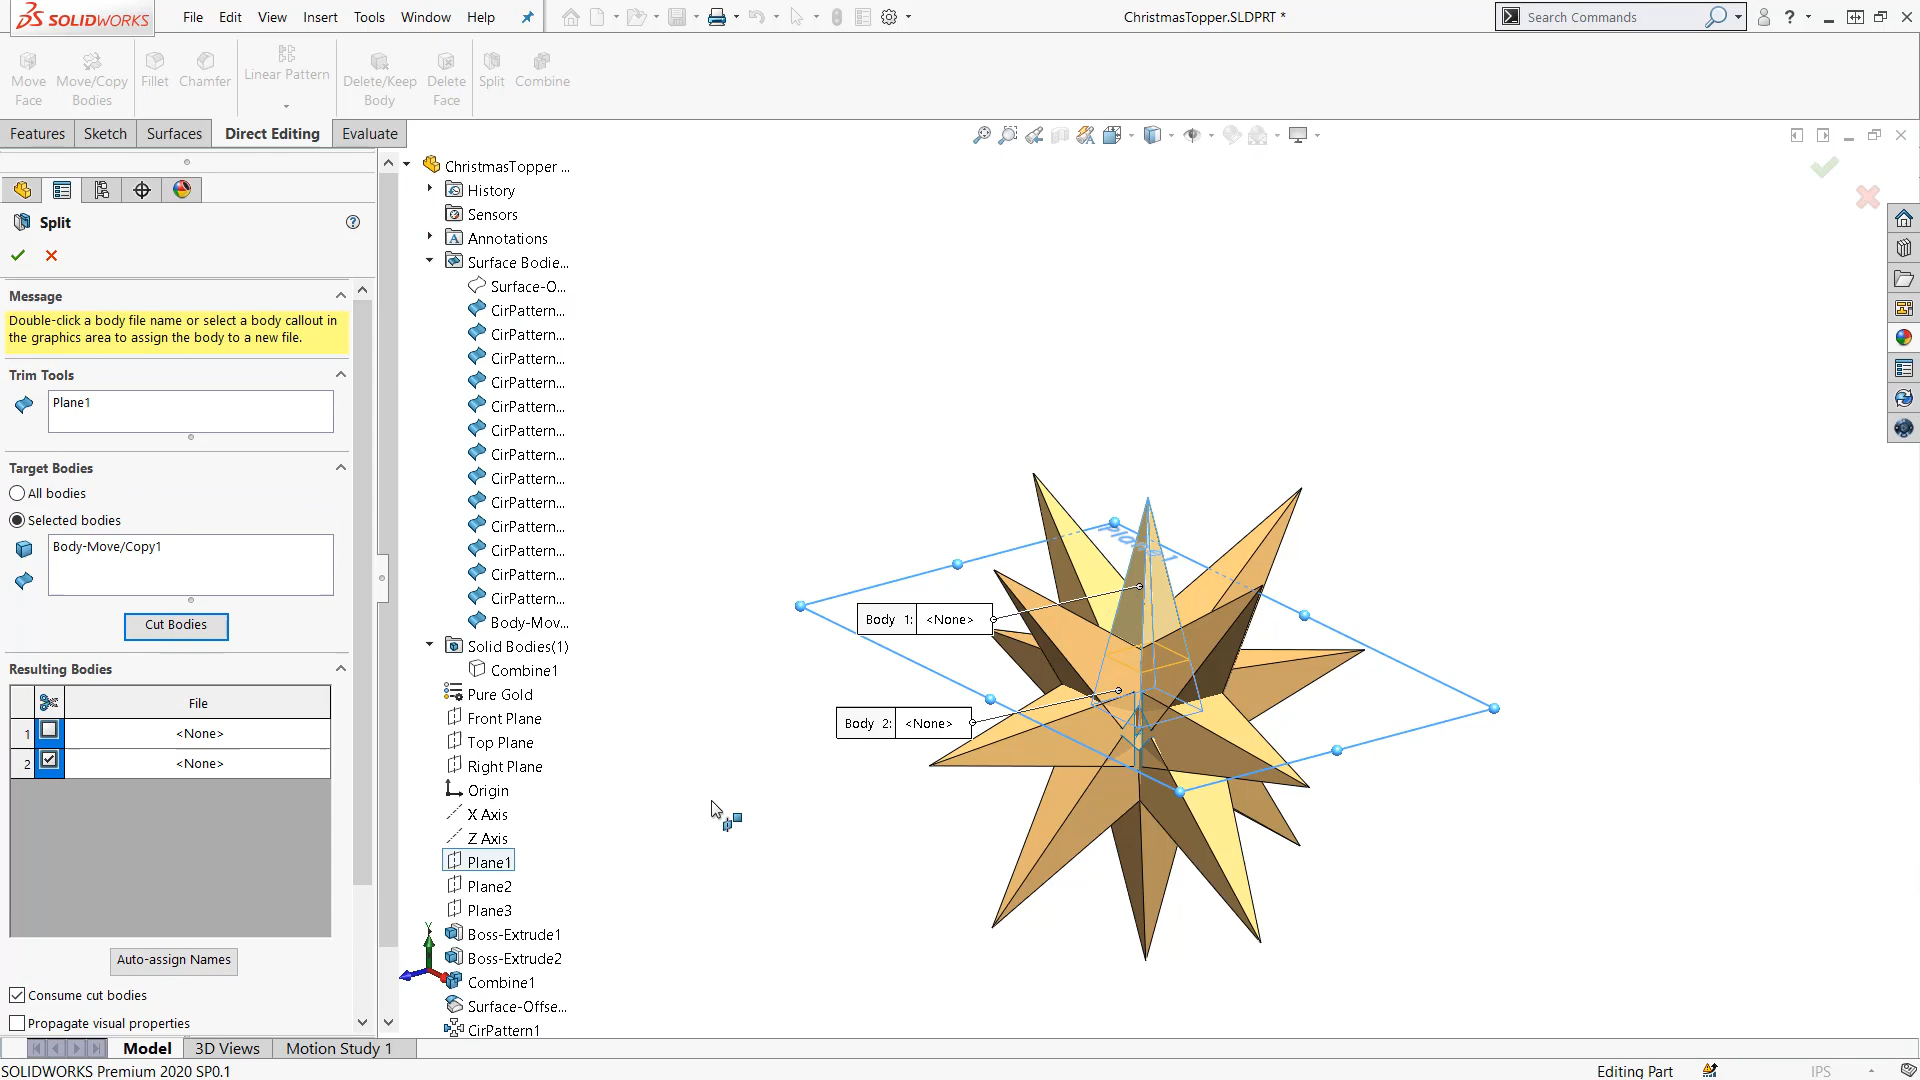 SOLIDWORKS
File Edit View Insert Tools Window Help
ChristmasTopper.SLDPRT *
Search Commands
Move Face
Move/Copy Bodies
Fillet
Chamfer
Linear Pattern
Delete/Keep Body
Delete Face
Split
Combine
Features Sketch Surfaces Direct Editing Evaluate
Split
Message
Double-click a body file name or select a body callout in
the graphics area to assign the body to a new file.
Trim Tools
Plane1
Target Bodies
All bodies
Selected bodies
Body-Move/Copy1
Cut Bodies
Resulting Bodies
File
1 <None>
2 <None>
Auto-assign Names
Consume cut bodies
Propagate visual properties
ChristmasTopper ...
History
Sensors
Annotations
Surface Bodie...
Surface-O...
CirPattern...
CirPattern...
CirPattern...
CirPattern...
CirPattern...
CirPattern...
CirPattern...
CirPattern...
CirPattern...
CirPattern...
CirPattern...
CirPattern...
CirPattern...
Body-Mov...
Solid Bodies(1)
Combine1
Pure Gold
Front Plane
Top Plane
Right Plane
Origin
X Axis
Z Axis
Plane1
Plane2
Plane3
Boss-Extrude1
Boss-Extrude2
Combine1
Surface-Offse...
CirPattern1
Plane1
Body 1: <None>
Body 2: <None>
Y
Model 3D Views Motion Study 1
SOLIDWORKS Premium 2020 SP0.1
Editing Part
IPS